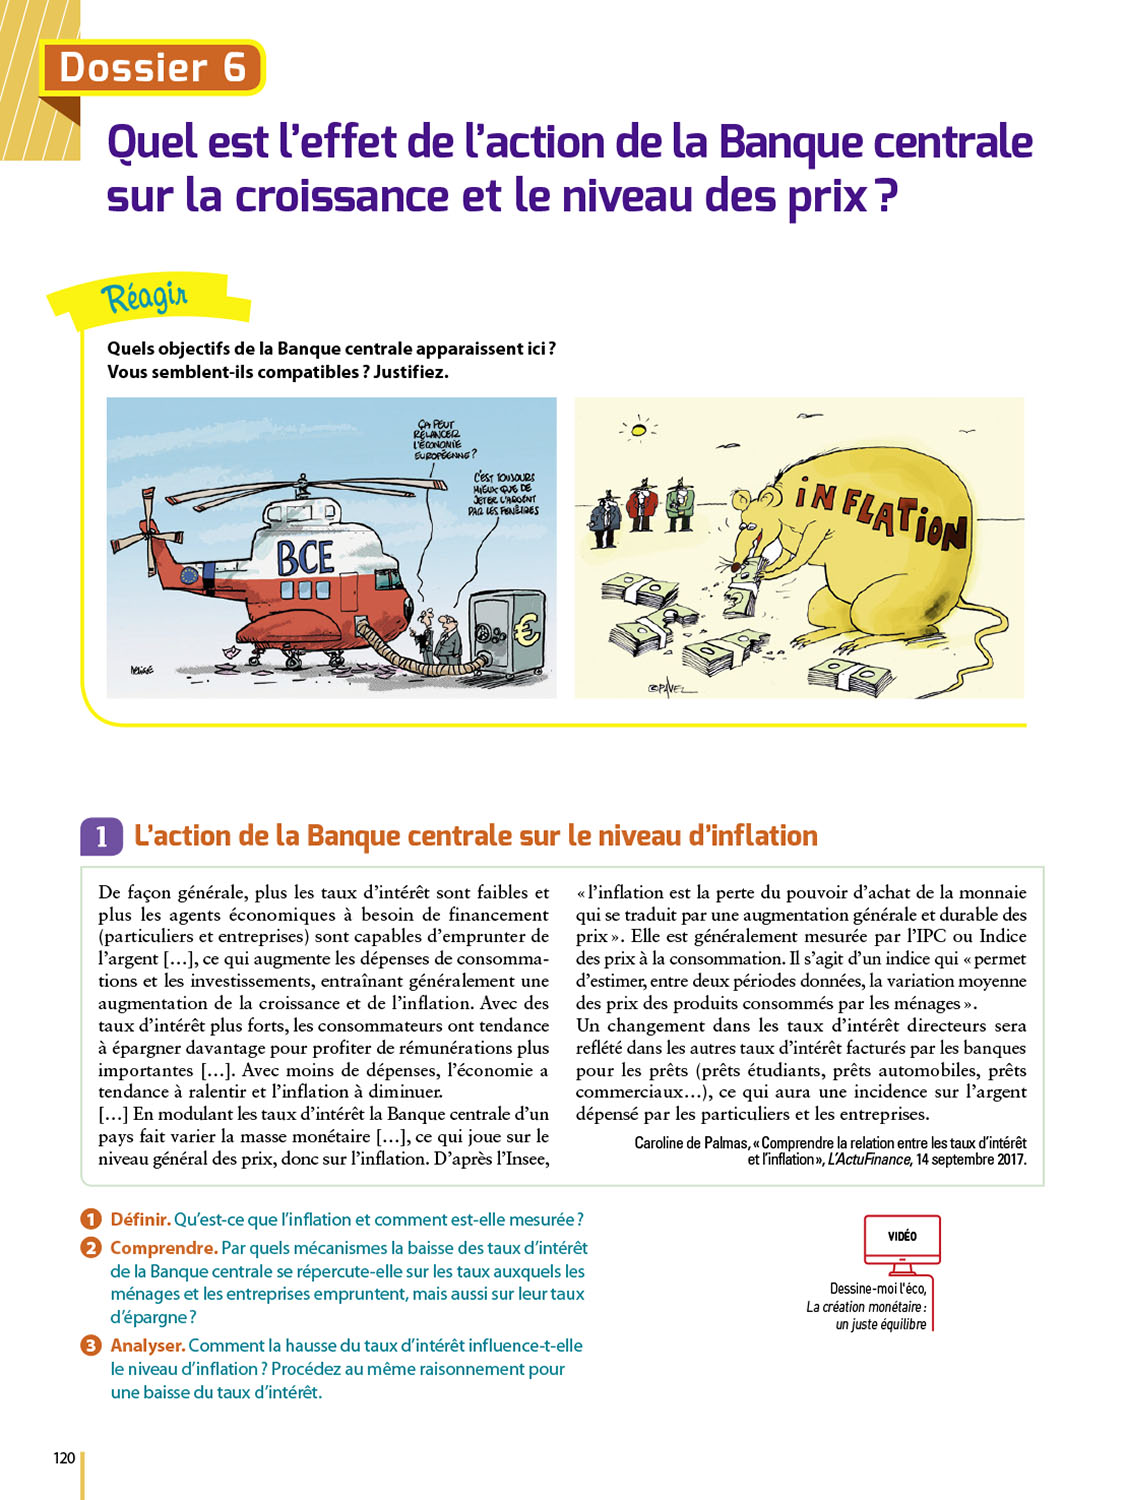 Dossier 6
Quel est l’effet de l’action de la Banque centrale
sur la croissance et le niveau des prix ?
Réagir
Quels objectifs de la Banque centrale apparaissent ici ?
Vous semblent-ils compatibles ? Justifiez.
ÇA PEUT
RELANCER
L'ÉCONOMIE
EUROPÉENNE ?
C'EST TOUJOURS
MIEUX QUE DE
JETER L'ARGENT
PAR LES FENÊTRES
BCE
€
INFLATION
©PAVEL
1 L’action de la Banque centrale sur le niveau d’inflation
De façon générale, plus les taux d’intérêt sont faibles et
plus les agents économiques à besoin de financement
(particuliers et entreprises) sont capables d’emprunter de
l’argent […], ce qui augmente les dépenses de consomma-
tions et les investissements, entraînant généralement une
augmentation de la croissance et de l’inflation. Avec des
taux d’intérêt plus forts, les consommateurs ont tendance
à épargner davantage pour profiter de rémunérations plus
importantes […]. Avec moins de dépenses, l’économie a
tendance à ralentir et l’inflation à diminuer.
[…] En modulant les taux d’intérêt la Banque centrale d’un
pays fait varier la masse monétaire […], ce qui joue sur le
niveau général des prix, donc sur l’inflation. D’après l’Insee,
« l’inflation est la perte du pouvoir d’achat de la monnaie
qui se traduit par une augmentation générale et durable des
prix ». Elle est généralement mesurée par l’IPC ou Indice
des prix à la consommation. Il s’agit d’un indice qui « permet
d’estimer, entre deux périodes données, la variation moyenne
des prix des produits consommés par les ménages ».
Un changement dans les taux d’intérêt directeurs sera
reflété dans les autres taux d’intérêt facturés par les banques
pour les prêts (prêts étudiants, prêts automobiles, prêts
commerciaux…), ce qui aura une incidence sur l’argent
dépensé par les particuliers et les entreprises.
Caroline de Palmas, « Comprendre la relation entre les taux d’intérêt
et l’inflation », L’ActuFinance, 14 septembre 2017.
1 Définir. Qu’est-ce que l’inflation et comment est-elle mesurée ?
2 Comprendre. Par quels mécanismes la baisse des taux d’intérêt
de la Banque centrale se répercute-elle sur les taux auxquels les
ménages et les entreprises empruntent, mais aussi sur leur taux
d’épargne ?
3 Analyser. Comment la hausse du taux d’intérêt influence-t-elle
le niveau d’inflation ? Procédez au même raisonnement pour
une baisse du taux d’intérêt.
VIDÉO
Dessine-moi l'éco,
La création monétaire :
un juste équilibre
120